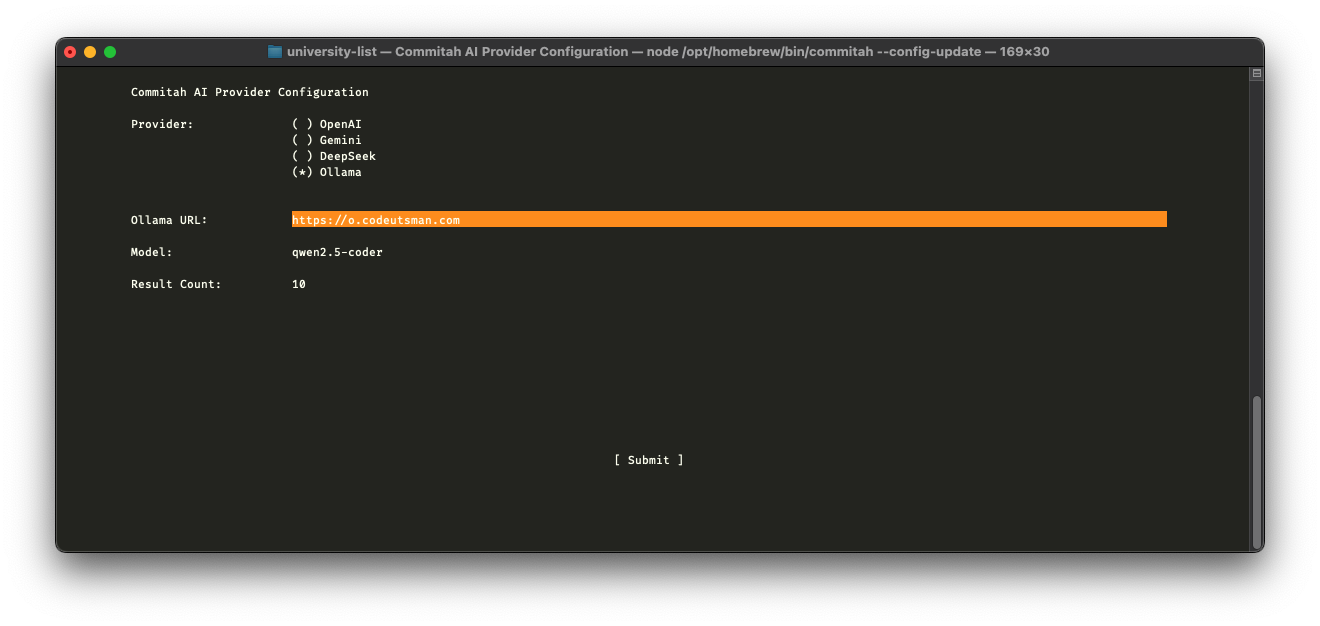 university-list — Commitah AI Provider Configuration — node /opt/homebrew/bin/commitah --config-update — 169×30
Commitah AI Provider Configuration
Provider: ( ) OpenAI
( ) Gemini
( ) DeepSeek
(*) Ollama
Ollama URL: https://o.codeutsman.com
Model: qwen2.5-coder
Result Count: 10
[ Submit ]